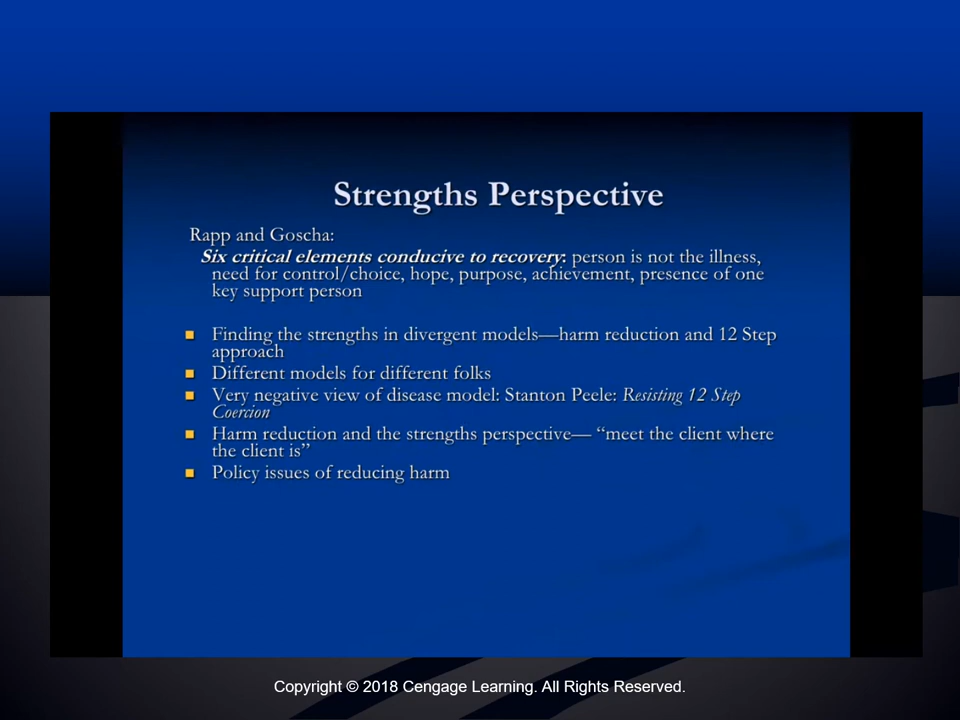 Strengths Perspective
Rapp and Goscha:
Six critical elements conducive to recovery: person is not the illness,
need for control/choice, hope, purpose, achievement, presence of one
key support person
Finding the strengths in divergent models—harm reduction and 12 Step
approach
Different models for different folks
Very negative view of disease model: Stanton Peele: Resisting 12 Step
Coercion
Harm reduction and the strengths perspective— “meet the client where
the client is”
Policy issues of reducing harm
Copyright © 2018 Cengage Learning. All Rights Reserved.